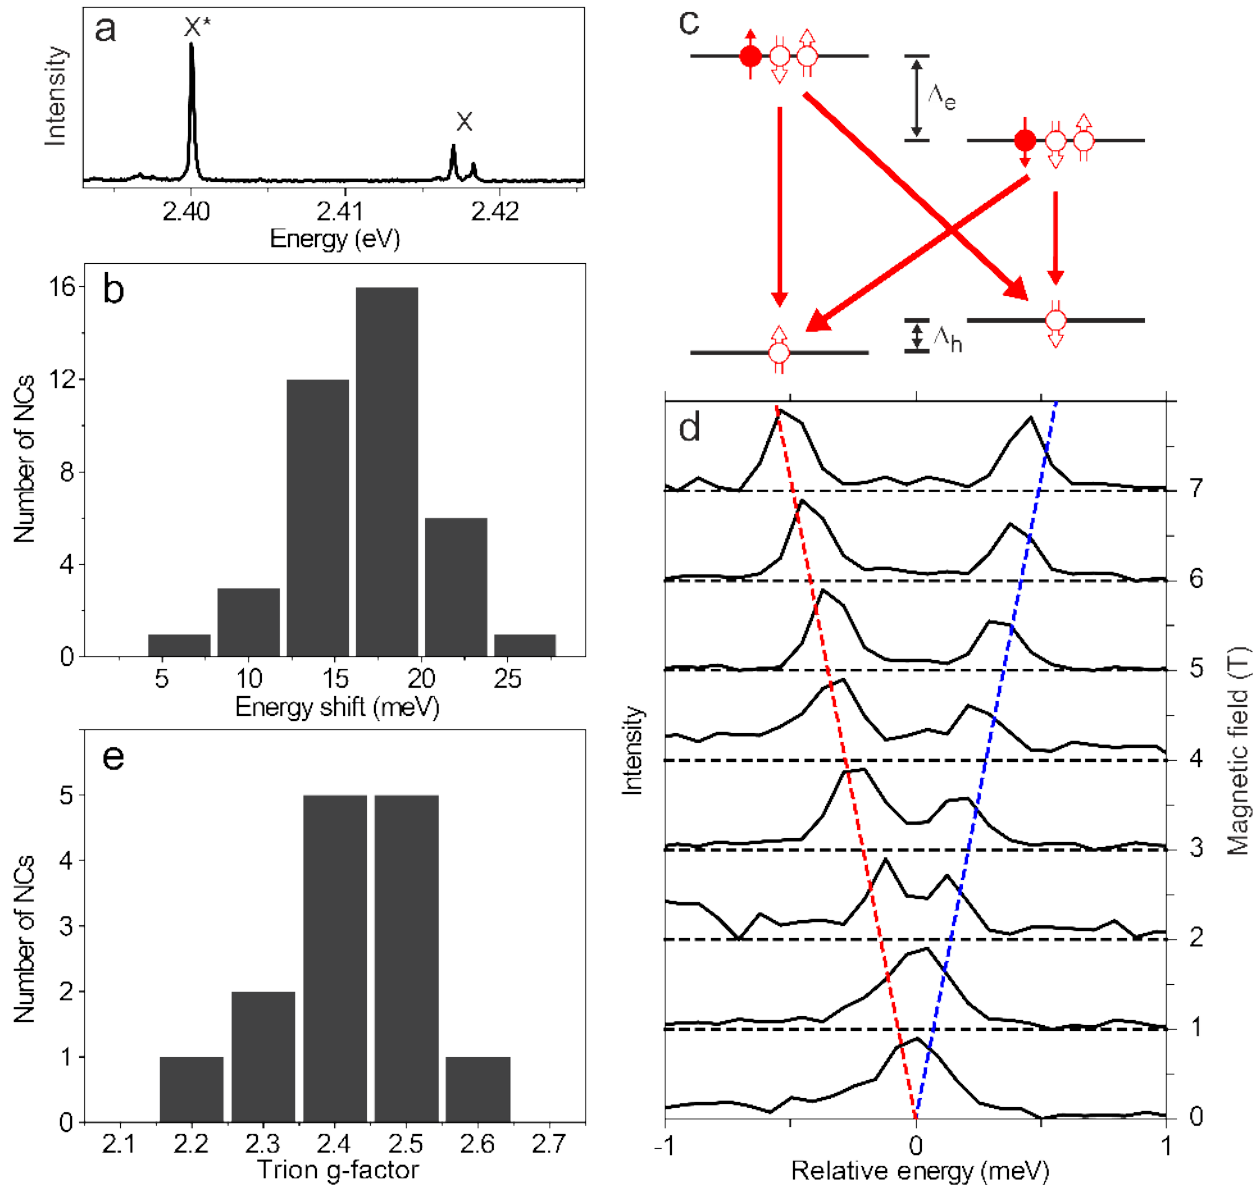 a
X*
X
Intensity
2.40
2.41
2.42
Energy (eV)
b
16
12
8
4
0
Number of NCs
5
10
15
20
25
Energy shift (meV)
e
5
4
3
2
1
0
Number of NCs
2.1
2.2
2.3
2.4
2.5
2.6
2.7
Trion g-factor
c
Λe
Λh
d
7
6
5
4
3
2
1
0
Intensity
Magnetic field (T)
-1
0
1
Relative energy (meV)